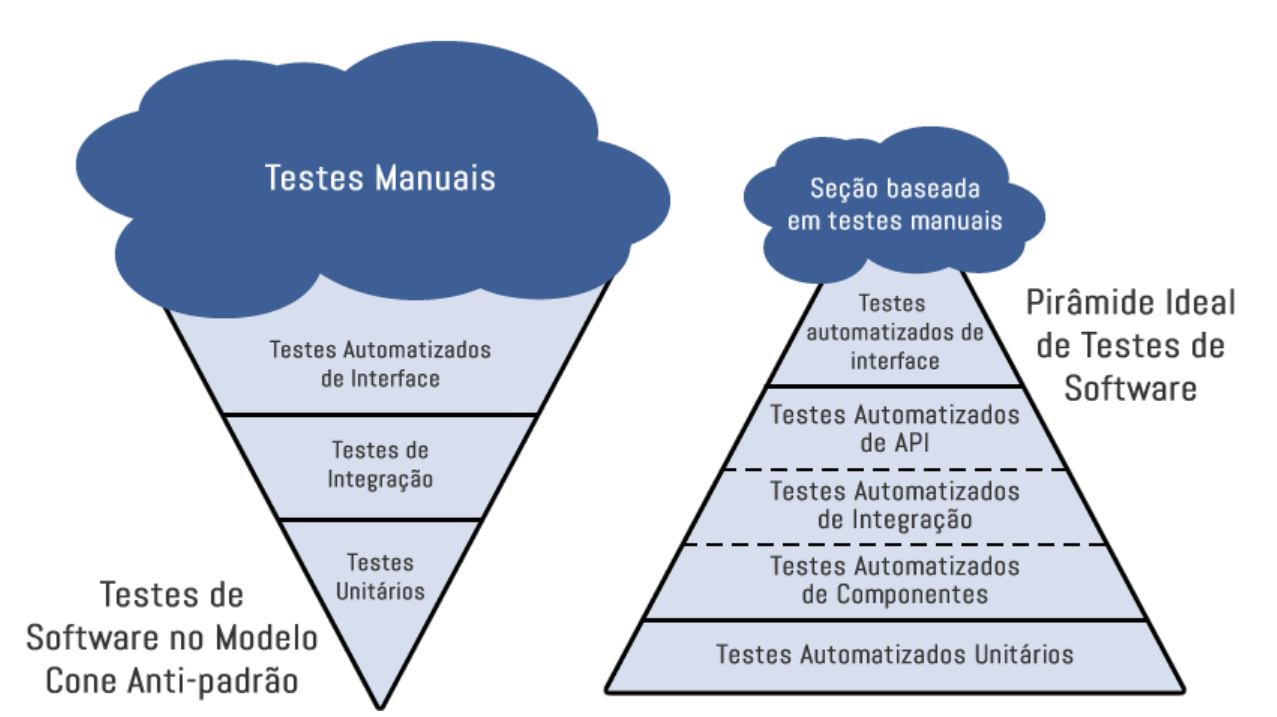 Testes Manuais
Testes Automatizados
de Interface
Testes de
Integração
Testes
Unitários
Testes de
Software no Modelo
Cone Anti-padrão
Seção baseada
em testes manuais
Testes
automatizados de
interface
Testes Automatizados
de API
Testes Automatizados
de Integração
Testes Automatizados
de Componentes
Testes Automatizados Unitários
Pirâmide Ideal
de Testes de
Software